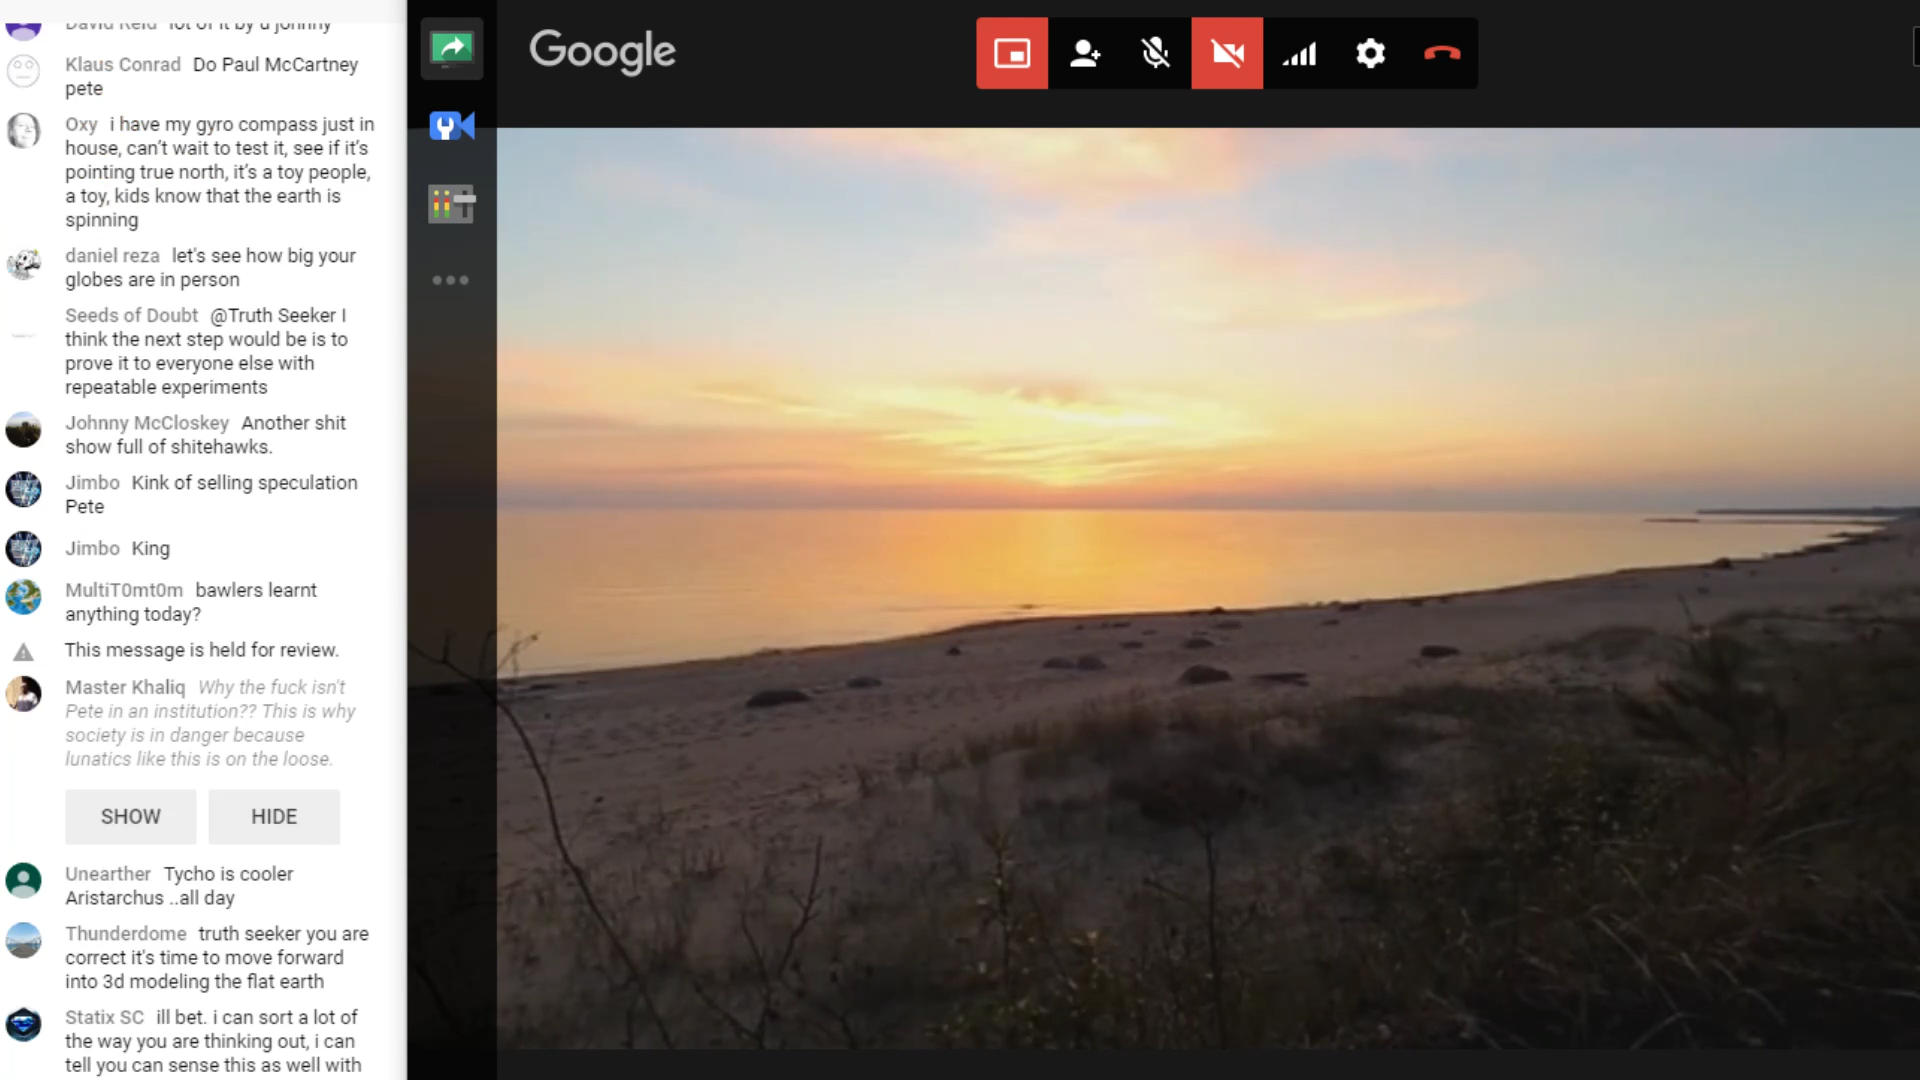 David Reid lot of it by u johnny
Klaus Conrad Do Paul McCartney
pete
Oxy i have my gyro compass just in
house, can't wait to test it, see if it's
pointing true north, it's a toy people,
a toy, kids know that the earth is
spinning
daniel reza let's see how big your
globes are in person
Seeds of Doubt @Truth Seeker I
think the next step would be is to
prove it to everyone else with
repeatable experiments
Johnny McCloskey Another shit
show full of shitehawks.
Jimbo Kink of selling speculation
Pete
Jimbo King
MultiT0mt0m bawlers learnt
anything today?
This message is held for review.
Master Khaliq Why the fuck isn't
Pete in an institution?? This is why
society is in danger because
lunatics like this is on the loose.
SHOW HIDE
Unearther Tycho is cooler
Aristarchus ..all day
Thunderdome truth seeker you are
correct it's time to move forward
into 3d modeling the flat earth
Statix SC ill bet. i can sort a lot of
the way you are thinking out, i can
tell you can sense this as well with
Google